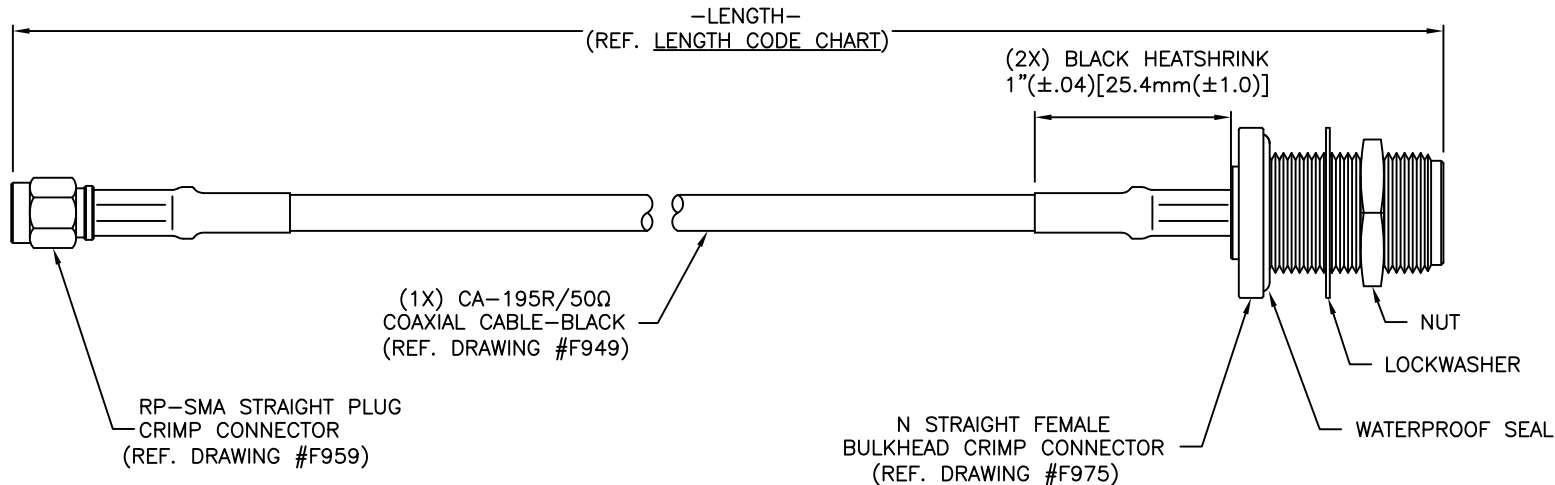 -LENGTH-
(REF. LENGTH CODE CHART)
(2X) BLACK HEATSHRINK
1"(±.04)[25.4mm(±1.0)]
(1X) CA-195R/50Ω
COAXIAL CABLE-BLACK
(REF. DRAWING #F949)
NUT
LOCKWASHER
RP-SMA STRAIGHT PLUG
CRIMP CONNECTOR
(REF. DRAWING #F959)
N STRAIGHT FEMALE
BULKHEAD CRIMP CONNECTOR
(REF. DRAWING #F975)
WATERPROOF SEAL